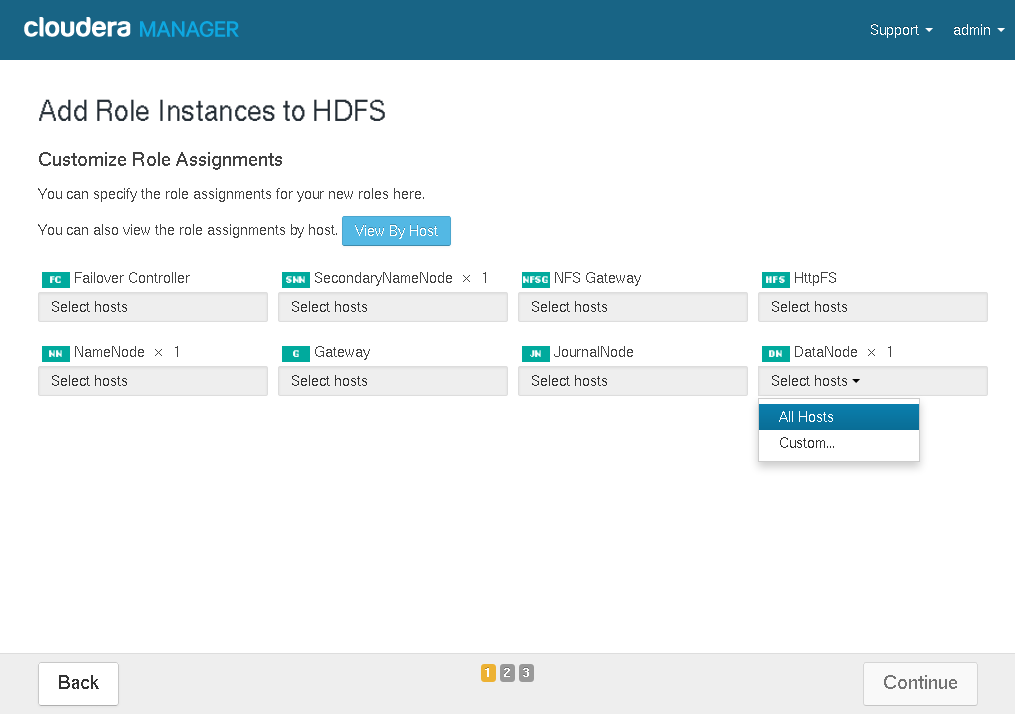 cloudera MANAGER
Support admin
Add Role Instances to HDFS
Customize Role Assignments
You can specify the role assignments for your new roles here.
You can also view the role assignments by host. View By Host
FC Failover Controller SNN SecondaryNameNode × 1 NFSG NFS Gateway HFS HttpFS
Select hosts Select hosts Select hosts Select hosts
NN NameNode × 1 G Gateway JN JournalNode DN DataNode × 1
Select hosts Select hosts Select hosts Select hosts
All Hosts
Custom...
Back 1 2 3 Continue